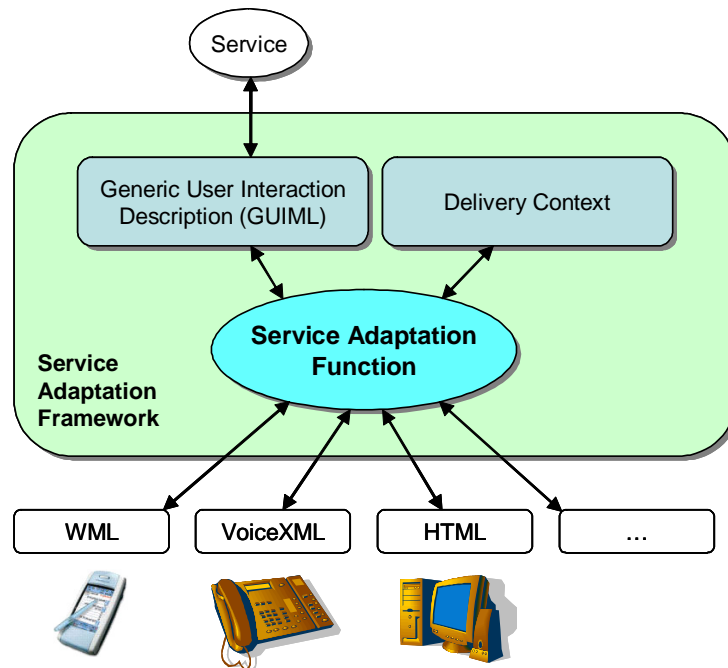 Service
Generic User Interaction
Description (GUIML)
Delivery Context
Service Adaptation
Function
Service
Adaptation
Framework
WML
VoiceXML
HTML
...